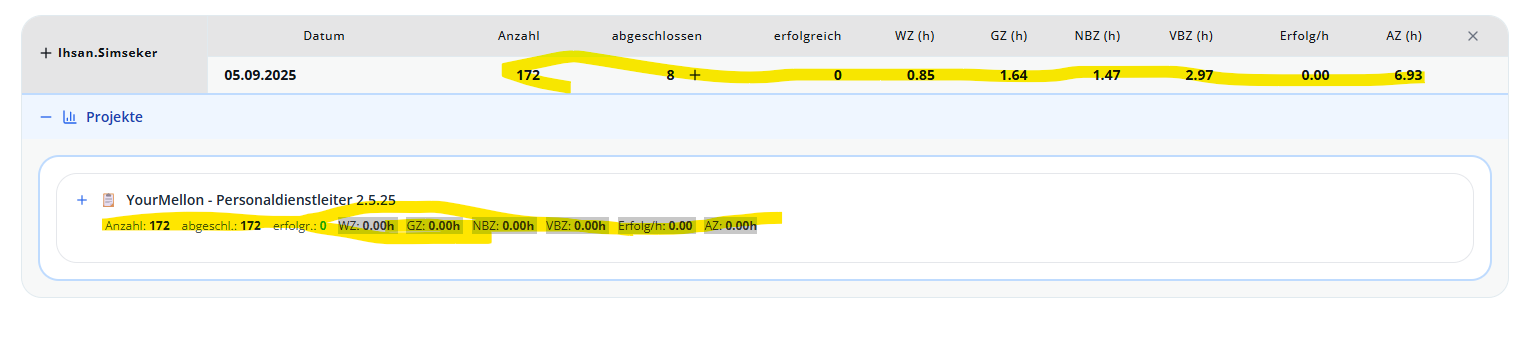 Datum Anzahl abgeschlossen erfolgreich WZ (h) GZ (h) NBZ (h) VBZ (h) Erfolg/h AZ (h)
+ Ihsan.Simseker
05.09.2025 172 8 + 0 0.85 1.64 1.47 2.97 0.00 6.93
Projekte
+ YourMellon - Personaldienstleiter 2.5.25
Anzahl: 172 abgeschl.: 172 erfolgr.: 0 WZ: 0.00h GZ: 0.00h NBZ: 0.00h VBZ: 0.00h Erfolg/h: 0.00 AZ: 0.00h